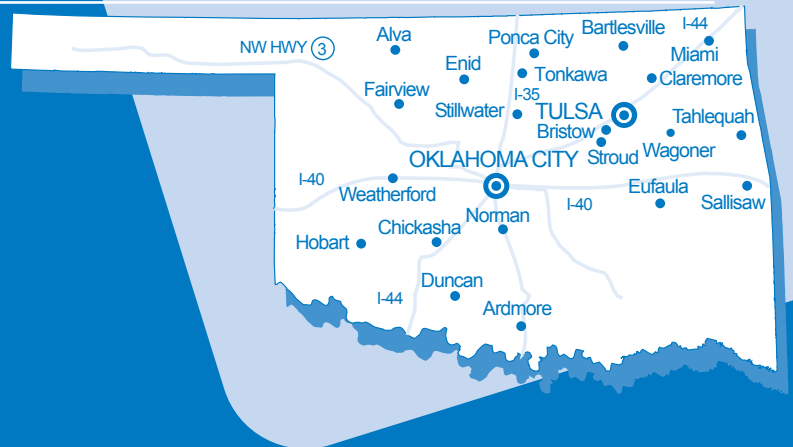 Alva
Ponca City
Bartlesville
I-44
NW HWY 3
Miami
Enid
Tonkawa
Claremore
Fairview
I-35
Stillwater
TULSA
Tahlequah
Bristow
OKLAHOMA CITY
Stroud
Wagoner
I-40
Weatherford
Eufaula
Sallisaw
I-40
Norman
Chickasha
Hobart
Duncan
I-44
Ardmore